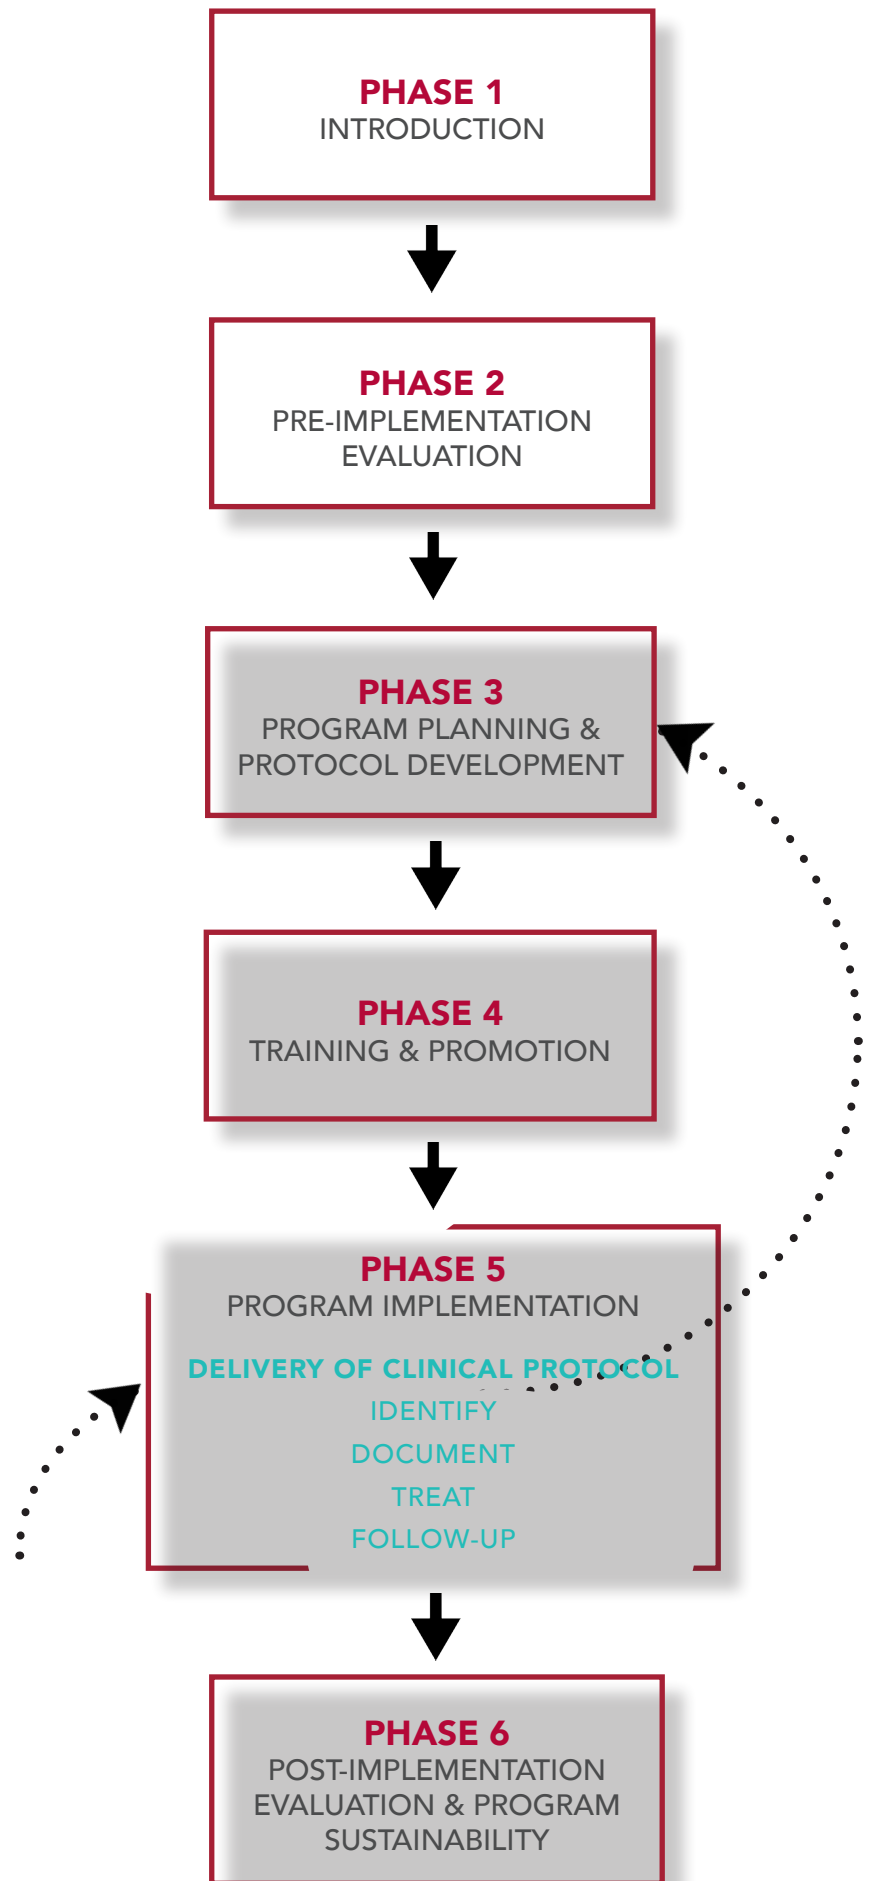 PHASE 1
INTRODUCTION
PHASE 2
PRE-IMPLEMENTATION
EVALUATION
PHASE 3
PROGRAM PLANNING &
PROTOCOL DEVELOPMENT
PHASE 4
TRAINING & PROMOTION
PHASE 5
PROGRAM IMPLEMENTATION
DELIVERY OF CLINICAL PROTOCOL
IDENTIFY
DOCUMENT
TREAT
FOLLOW-UP
PHASE 6
POST-IMPLEMENTATION
EVALUATION & PROGRAM
SUSTAINABILITY